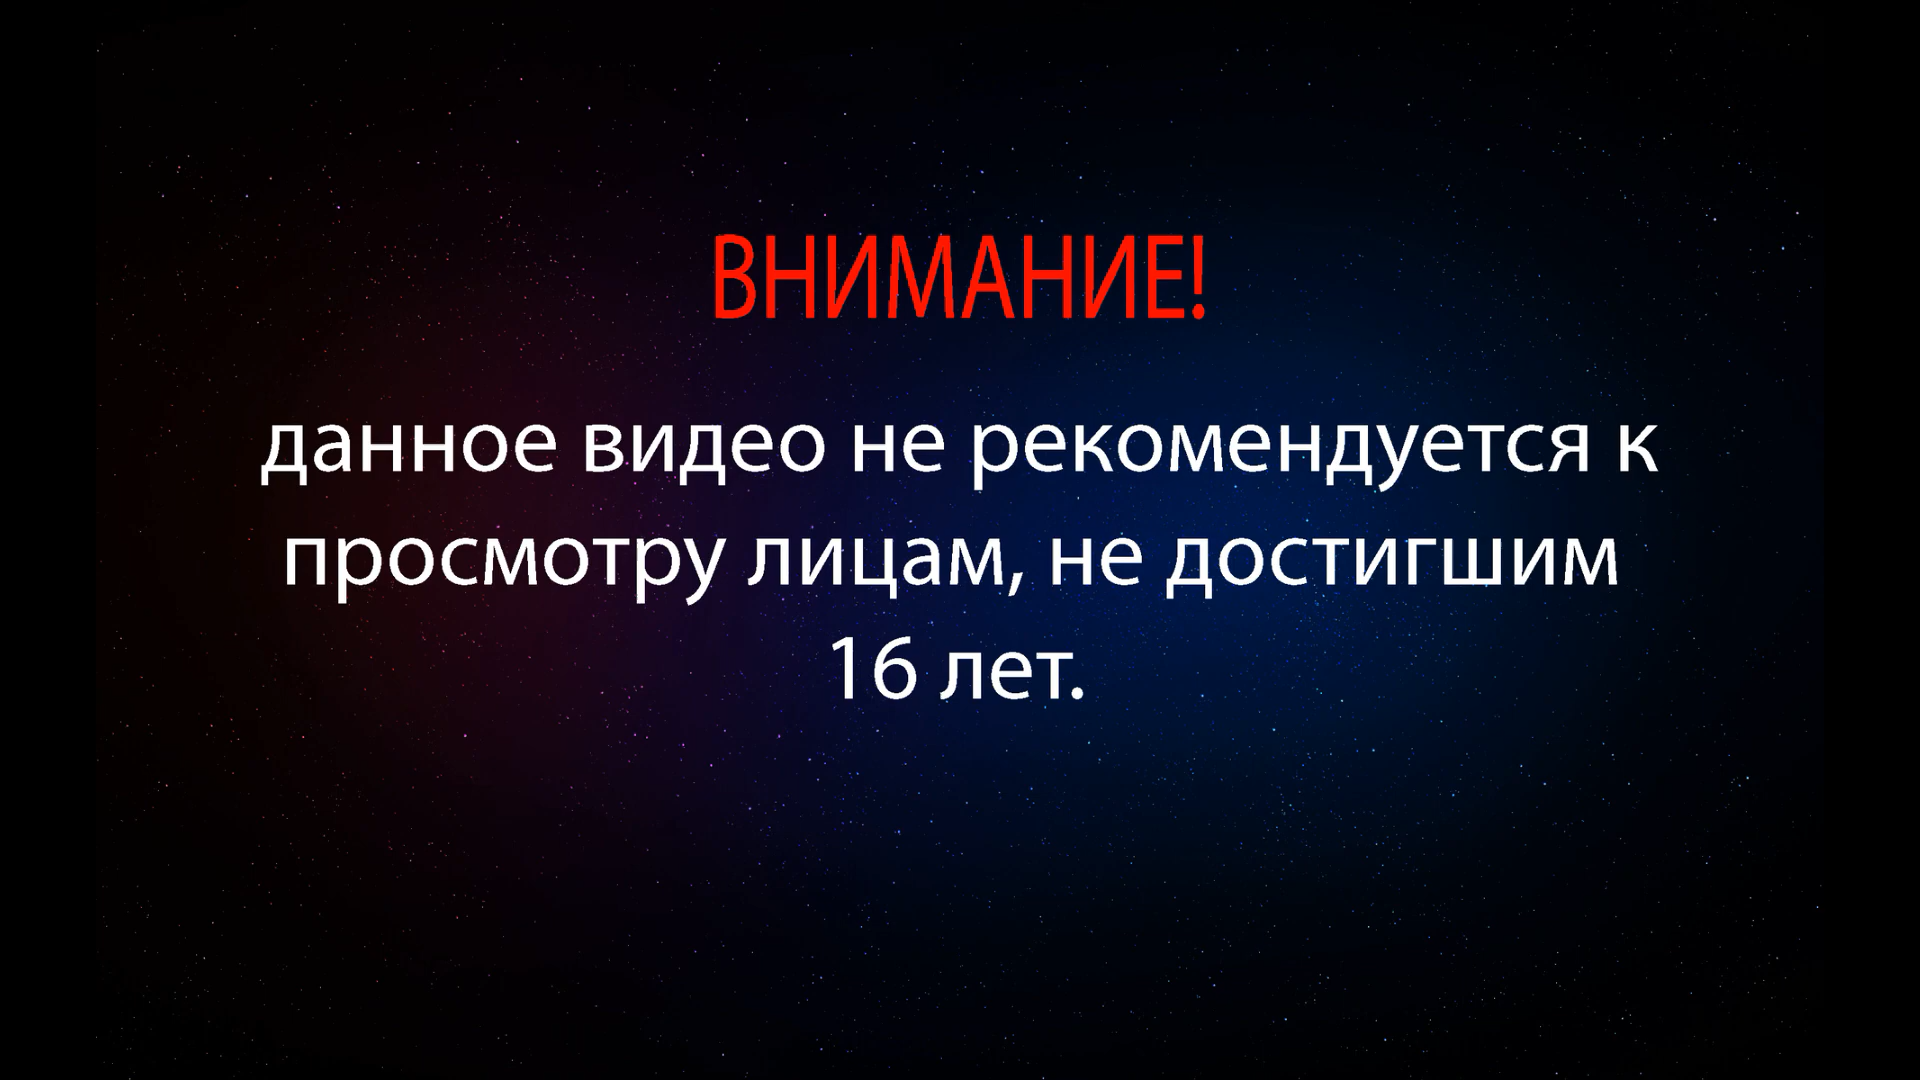 ВНИМАНИЕ!
данное видео не рекомендуется к
просмотру лицам, не достигшим
16 лет.